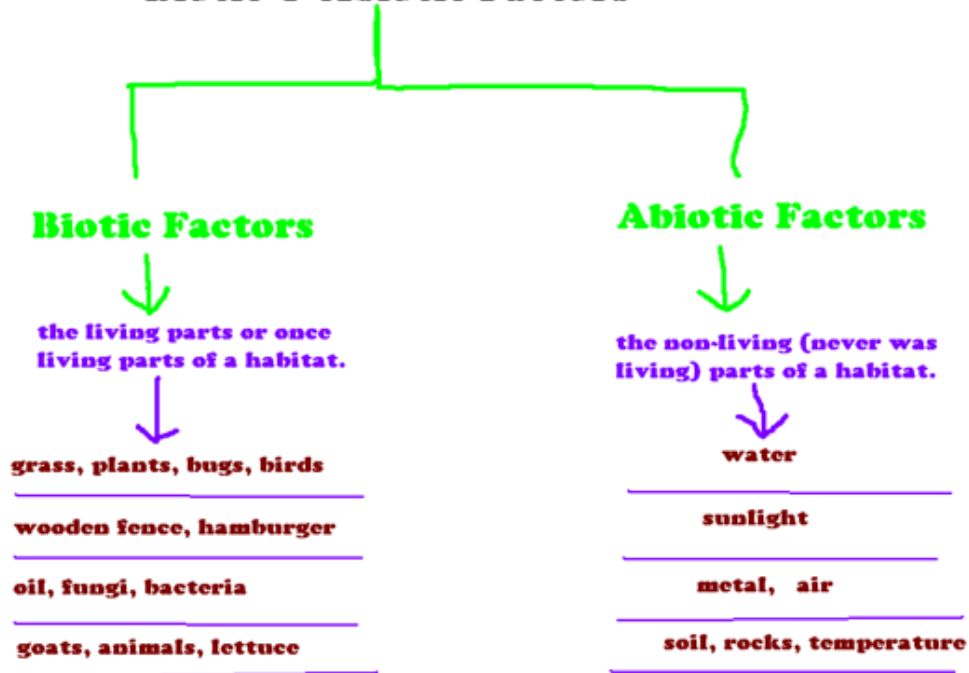 Biotic Factors
the living parts or once
living parts of a habitat.
grass, plants, bugs, birds
wooden fence, hamburger
oil, fungi, bacteria
goats, animals, lettuce
Abiotic Factors
the non-living (never was
living) parts of a habitat.
water
sunlight
metal, air
soil, rocks, temperature